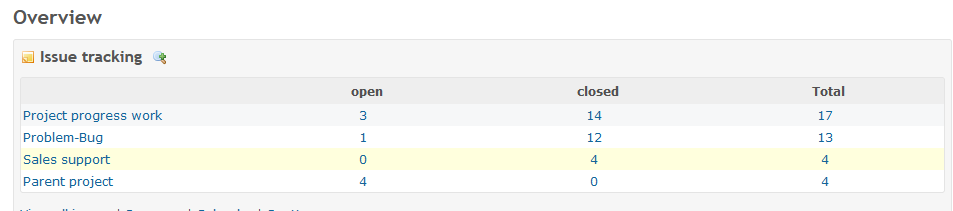 Overview
Issue tracking
open closed Total
Project progress work 3 14 17
Problem-Bug 1 12 13
Sales support 0 4 4
Parent project 4 0 4